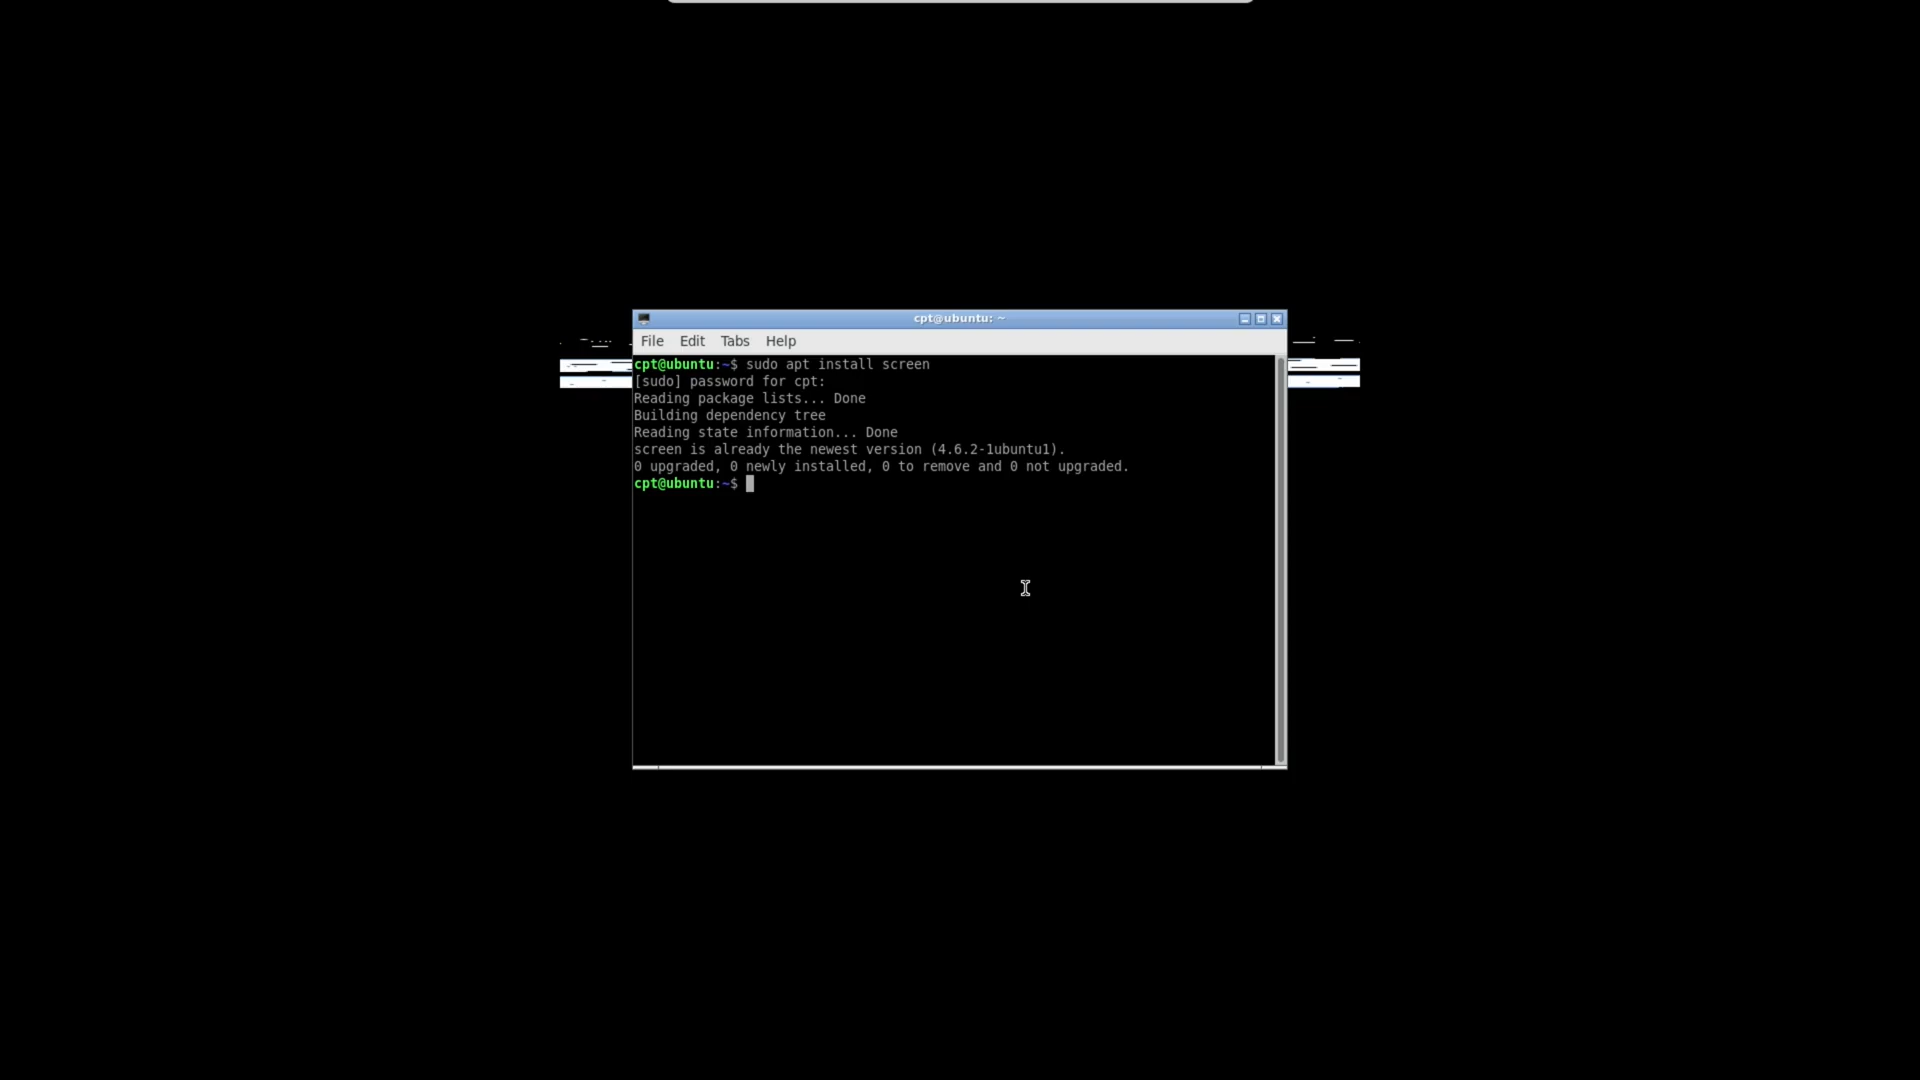 cpt@ubuntu: ~
File Edit Tabs Help
cpt@ubuntu:~$ sudo apt install screen
[sudo] password for cpt:
Reading package lists... Done
Building dependency tree
Reading state information... Done
screen is already the newest version (4.6.2-1ubuntu1).
0 upgraded, 0 newly installed, 0 to remove and 0 not upgraded.
cpt@ubuntu:~$